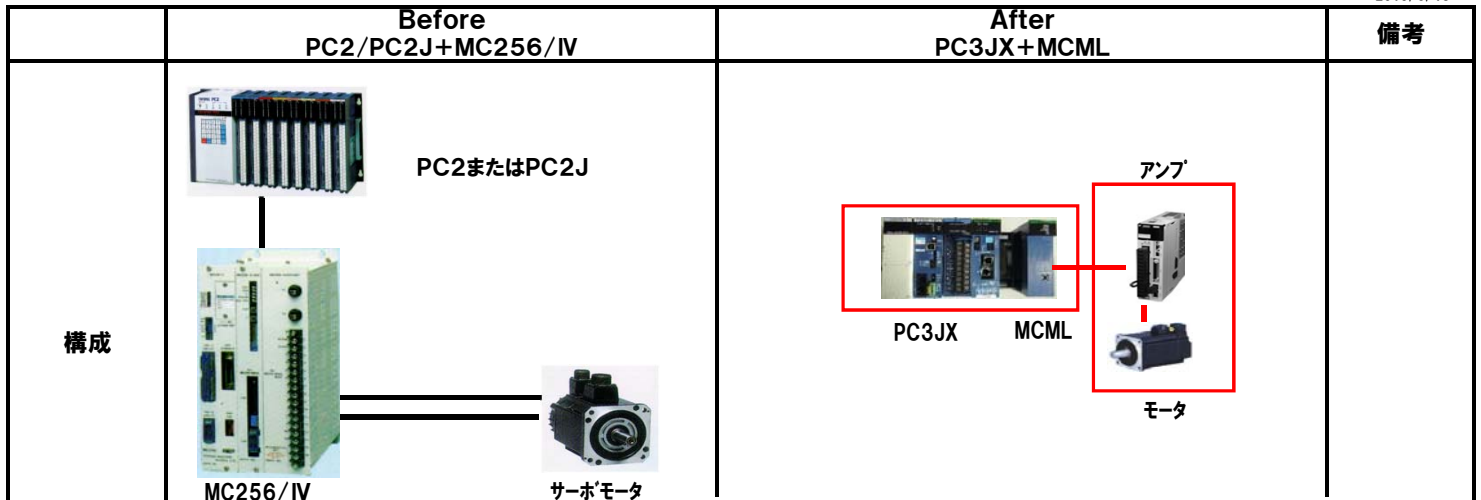 Before
PC2/PC2J+MC256/Ⅳ
After
PC3JX+MCML
備考
構成
PC2またはPC2J
MC256/Ⅳ
サーボモータ
アンプ
PC3JX
MCML
モータ